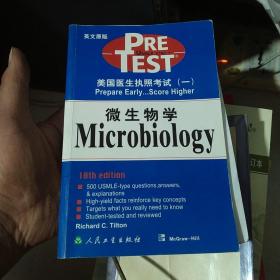 英文原版
PRE
TEST®
美国医生执照考试（一）
Prepare Early...Score Higher
微生物学
Microbiology
10th edition
■ 500 USMLE-type questions, answers, & explanations
■ High-yield facts reinforce key concepts
■ Targets what you really need to know
■ Student-tested and reviewed
Richard C. Tilton
人民卫生出版社
McGraw-Hill
订本